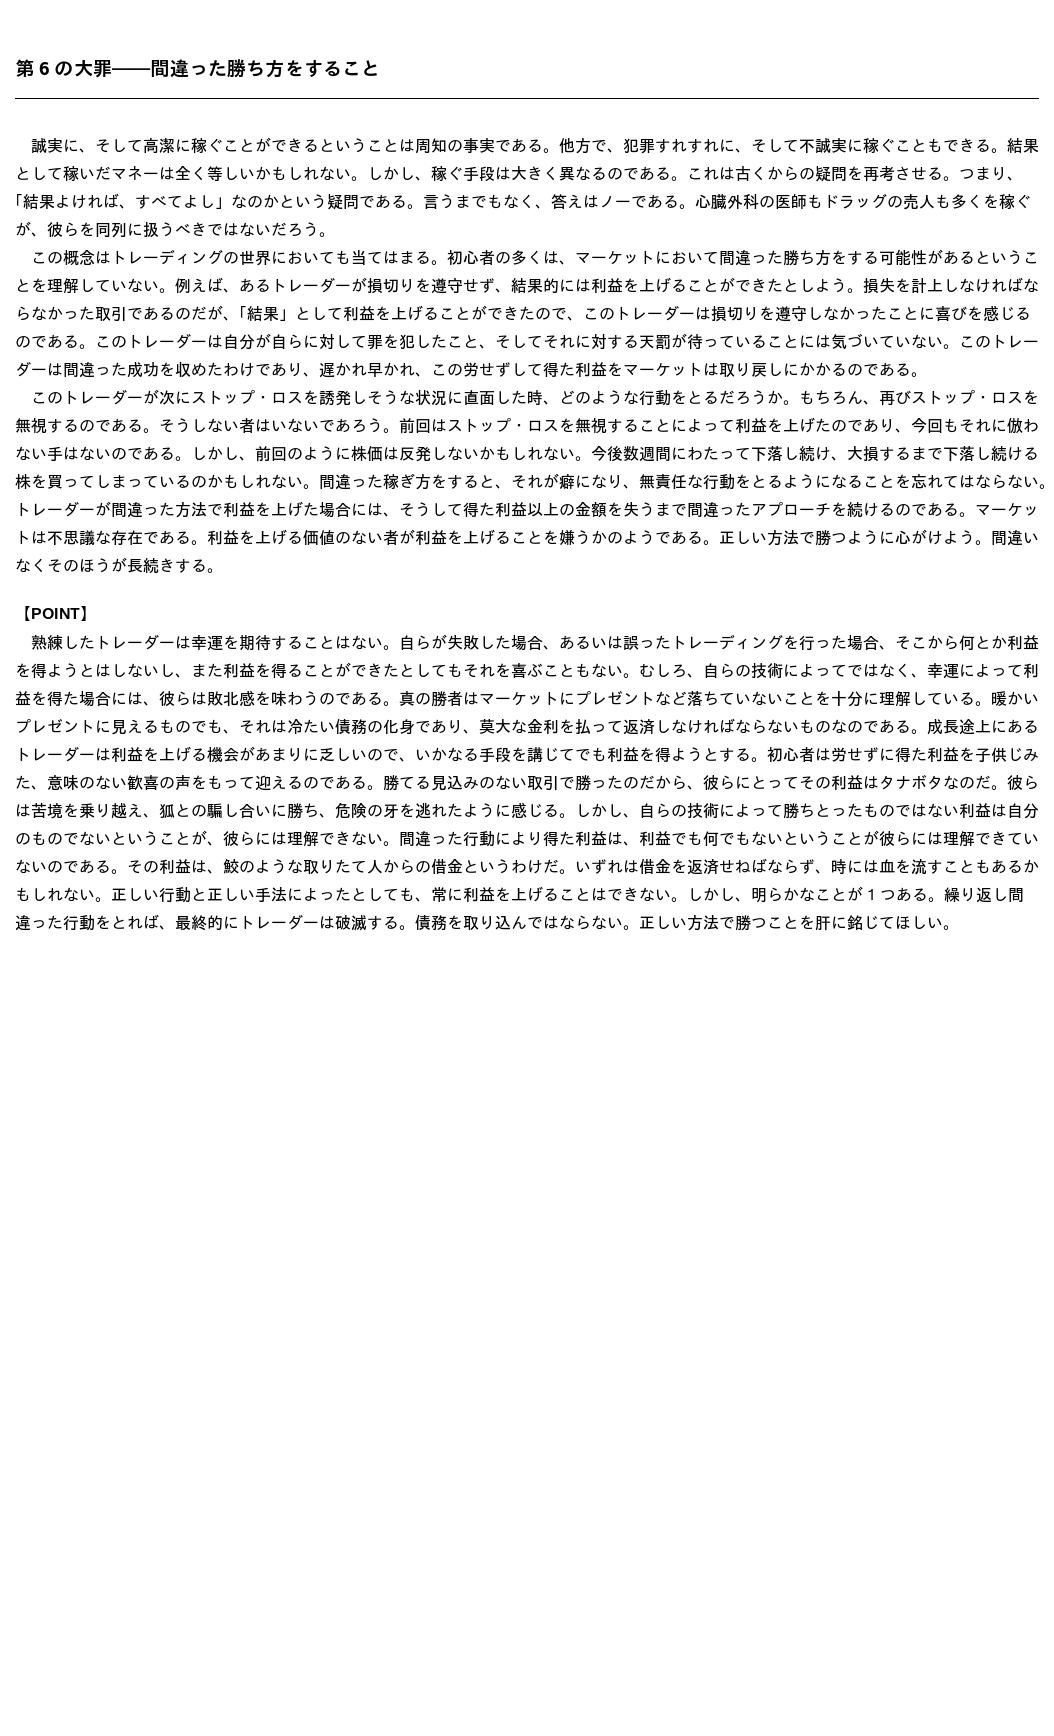 第６の大罪――間違った勝ち方をすること
　誠実に、そして高潔に稼ぐことができるということは周知の事実である。他方で、犯罪すれすれに、そして不誠実に稼ぐこともできる。結果
として稼いだマネーは全く等しいかもしれない。しかし、稼ぐ手段は大きく異なるのである。これは古くからの疑問を再考させる。つまり、
「結果よければ、すべてよし」なのかという疑問である。言うまでもなく、答えはノーである。心臓外科の医師もドラッグの売人も多くを稼ぐ
が、彼らを同列に扱うべきではないだろう。
　この概念はトレーディングの世界においても当てはまる。初心者の多くは、マーケットにおいて間違った勝ち方をする可能性があるというこ
とを理解していない。例えば、あるトレーダーが損切りを遵守せず、結果的には利益を上げることができたとしよう。損失を計上しなければな
らなかった取引であるのだが、「結果」として利益を上げることができたので、このトレーダーは損切りを遵守しなかったことに喜びを感じる
のである。このトレーダーは自分が自らに対して罪を犯したこと、そしてそれに対する天罰が待っていることには気づいていない。このトレー
ダーは間違った成功を収めたわけであり、遅かれ早かれ、この労せずして得た利益をマーケットは取り戻しにかかるのである。
　このトレーダーが次にストップ・ロスを誘発しそうな状況に直面した時、どのような行動をとるだろうか。もちろん、再びストップ・ロスを
無視するのである。そうしない者はいないであろう。前回はストップ・ロスを無視することによって利益を上げたのであり、今回もそれに倣わ
ない手はないのである。しかし、前回のように株価は反発しないかもしれない。今後数週間にわたって下落し続け、大損するまで下落し続ける
株を買ってしまっているのかもしれない。間違った稼ぎ方をすると、それが癖になり、無責任な行動をとるようになることを忘れてはならない。
トレーダーが間違った方法で利益を上げた場合には、そうして得た利益以上の金額を失うまで間違ったアプローチを続けるのである。マーケッ
トは不思議な存在である。利益を上げる価値のない者が利益を上げることを嫌うかのようである。正しい方法で勝つように心がけよう。間違い
なくそのほうが長続きする。
【POINT】
　熟練したトレーダーは幸運を期待することはない。自らが失敗した場合、あるいは誤ったトレーディングを行った場合、そこから何とか利益
を得ようとはしないし、また利益を得ることができたとしてもそれを喜ぶこともない。むしろ、自らの技術によってではなく、幸運によって利
益を得た場合には、彼らは敗北感を味わうのである。真の勝者はマーケットにプレゼントなど落ちていないことを十分に理解している。暖かい
プレゼントに見えるものでも、それは冷たい債務の化身であり、莫大な金利を払って返済しなければならないものなのである。成長途上にある
トレーダーは利益を上げる機会があまりに乏しいので、いかなる手段を講じてでも利益を得ようとする。初心者は労せずに得た利益を子供じみ
た、意味のない歓喜の声をもって迎えるのである。勝てる見込みのない取引で勝ったのだから、彼らにとってその利益はタナボタなのだ。彼ら
は苦境を乗り越え、狐との騙し合いに勝ち、危険の牙を逃れたように感じる。しかし、自らの技術によって勝ちとったものではない利益は自分
のものでないということが、彼らには理解できない。間違った行動により得た利益は、利益でも何でもないということが彼らには理解できてい
ないのである。その利益は、鮫のような取りたて人からの借金というわけだ。いずれは借金を返済せねばならず、時には血を流すこともあるか
もしれない。正しい行動と正しい手法によったとしても、常に利益を上げることはできない。しかし、明らかなことが１つある。繰り返し間
違った行動をとれば、最終的にトレーダーは破滅する。債務を取り込んではならない。正しい方法で勝つことを肝に銘じてほしい。